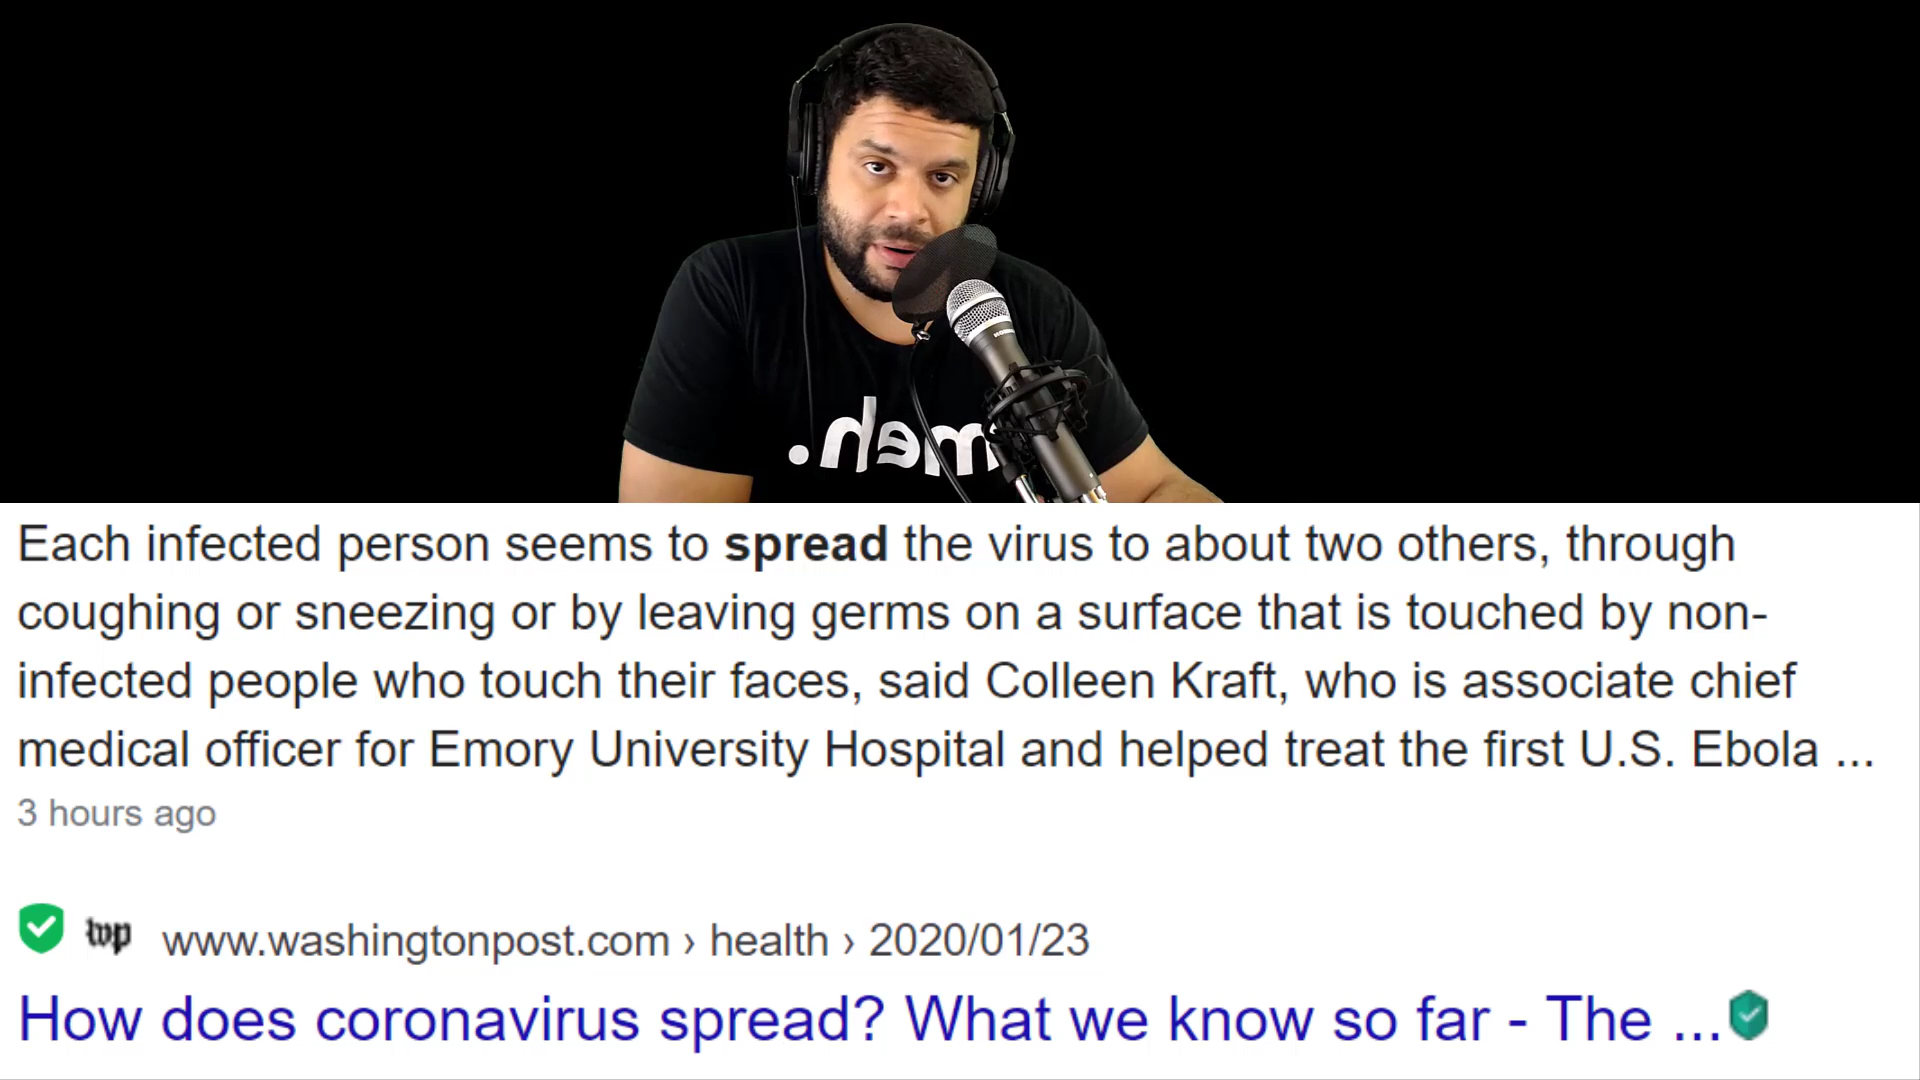 meh.
Each infected person seems to spread the virus to about two others, through
coughing or sneezing or by leaving germs on a surface that is touched by non-
infected people who touch their faces, said Colleen Kraft, who is associate chief
medical officer for Emory University Hospital and helped treat the first U.S. Ebola ...
3 hours ago
wp www.washingtonpost.com › health › 2020/01/23
How does coronavirus spread? What we know so far - The ...